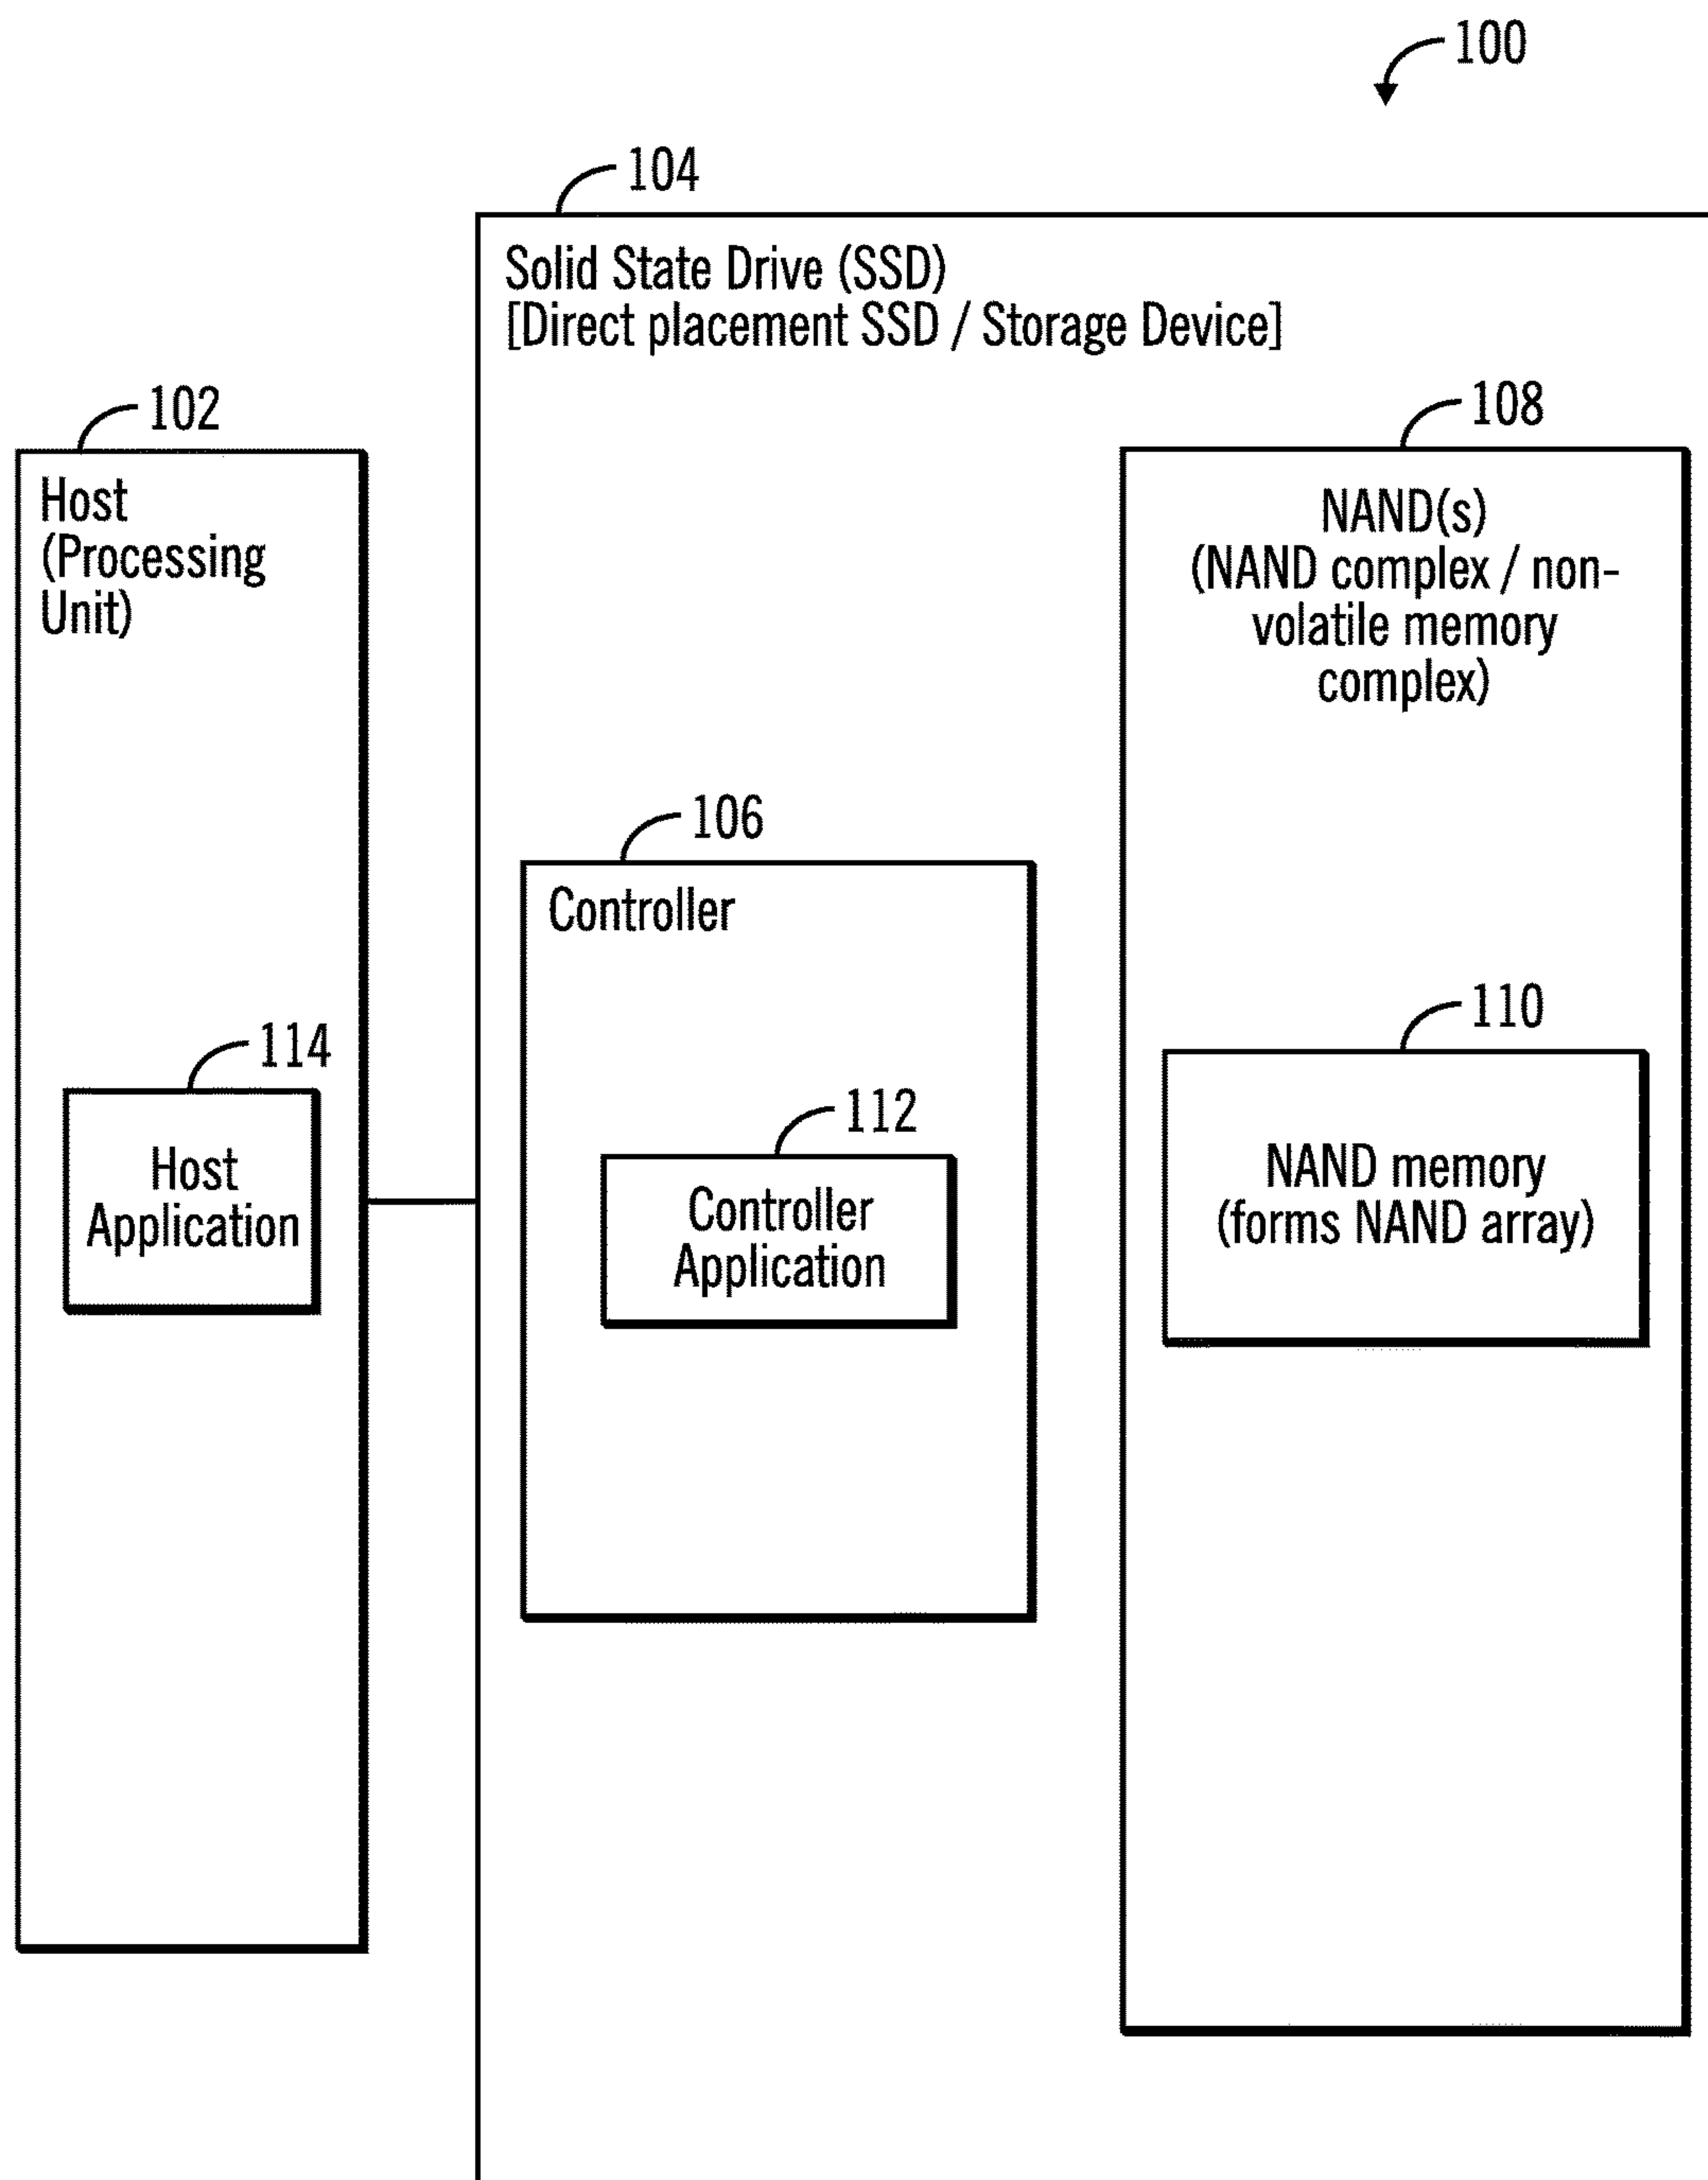 100
104
Solid State Drive (SSD)
[Direct placement SSD / Storage Device]
102
Host
(Processing
Unit)
108
NAND(s)
(NAND complex / non-
volatile memory
complex)
106
Controller
114
Host
Application
112
Controller
Application
110
NAND memory
(forms NAND array)